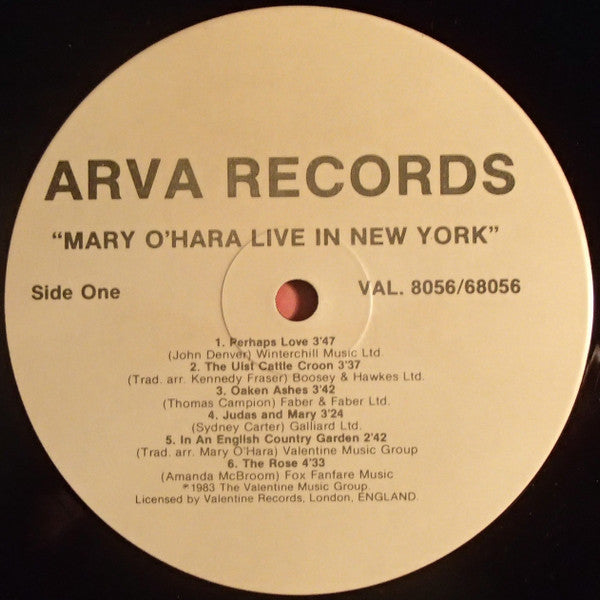 ARVA RECORDS
“MARY O'HARA LIVE IN NEW YORK”
Side One
VAL. 8056/68056
1. Perhaps Love 3'47
(John Denver) Winterchill Music Ltd.
2. The Uist Cattle Croon 3'37
(Trad. arr. Kennedy Fraser) Boosey & Hawkes Ltd.
3. Oaken Ashes 3'42
(Thomas Campion) Faber & Faber Ltd.
4. Judas and Mary 3'24
(Sydney Carter) Galliard Ltd.
5. In An English Country Garden 2'42
(Trad. arr. Mary O'Hara) Valentine Music Group
6. The Rose 4'33
(Amanda McBroom) Fox Fanfare Music
℗ 1983 The Valentine Music Group.
Licensed by Valentine Records, London, ENGLAND.